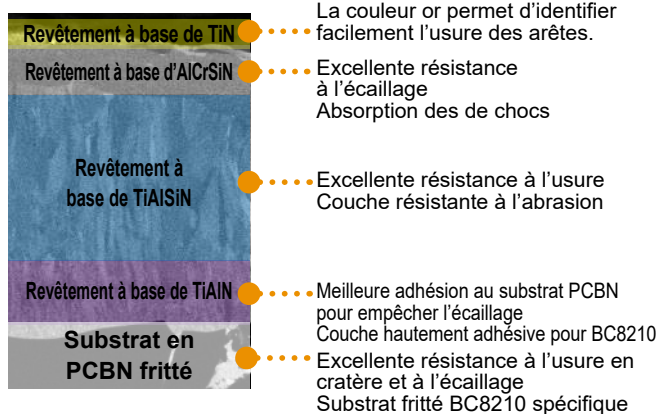 Revêtement à base de TiN
La couleur or permet d'identifier
facilement l'usure des arêtes.
Revêtement à base d'AlCrSiN
Excellente résistance
à l'écaillage
Absorption des de chocs
Revêtement à
base de TiAlSiN
Excellente résistance à l'usure
Couche résistante à l'abrasion
Revêtement à base de TiAlN
Meilleure adhésion au substrat PCBN
pour empêcher l'écaillage
Couche hautement adhésive pour BC8210
Substrat en
PCBN fritté
Excellente résistance à l'usure en
cratère et à l'écaillage
Substrat fritté BC8210 spécifique